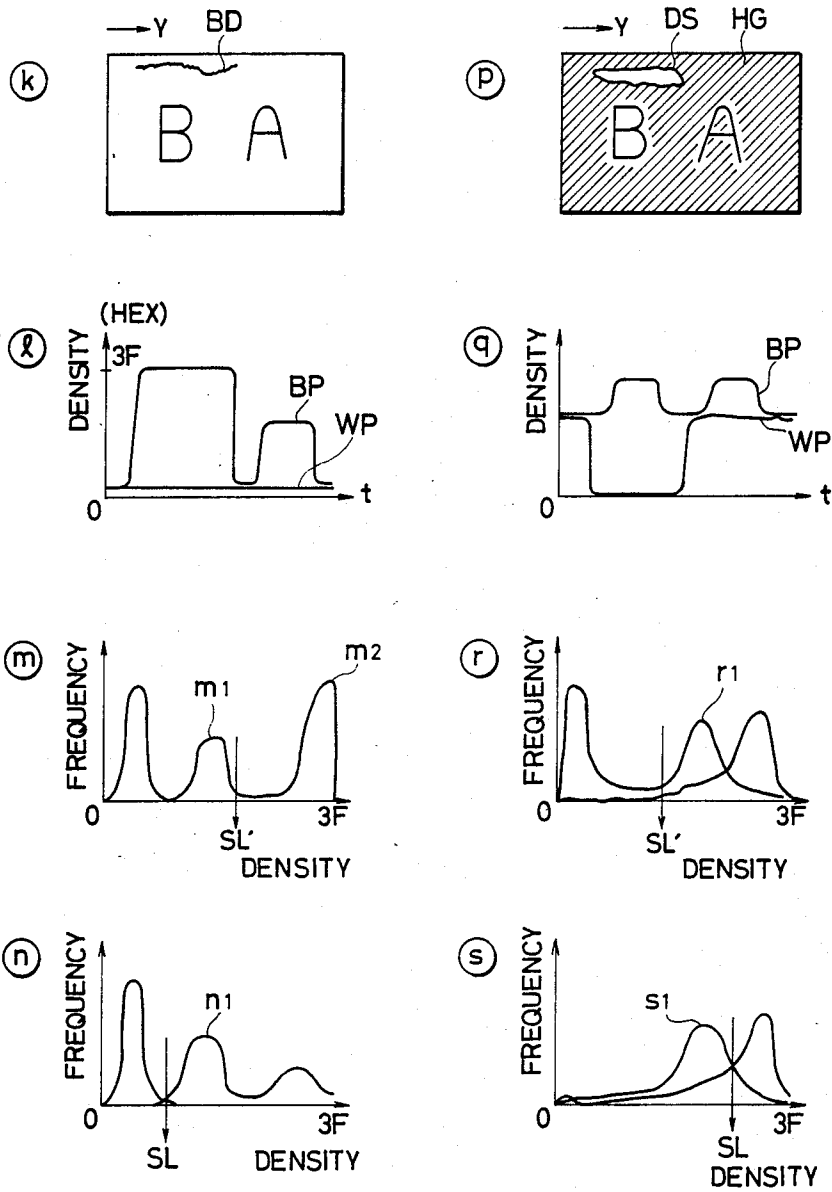 Y BD
k
B A
Y DS HG
p
B A
(HEX)
l
DENSITY
3F
BP
WP
0
t
q
DENSITY
BP
WP
0
t
m
FREQUENCY
m1
m2
0
3F
SL'
DENSITY
r
FREQUENCY
r1
0
3F
SL'
DENSITY
n
FREQUENCY
n1
0
3F
SL
DENSITY
s
FREQUENCY
s1
0
3F
SL
DENSITY